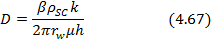 D = βρ_SC k / 2πr_w μh (4.67)